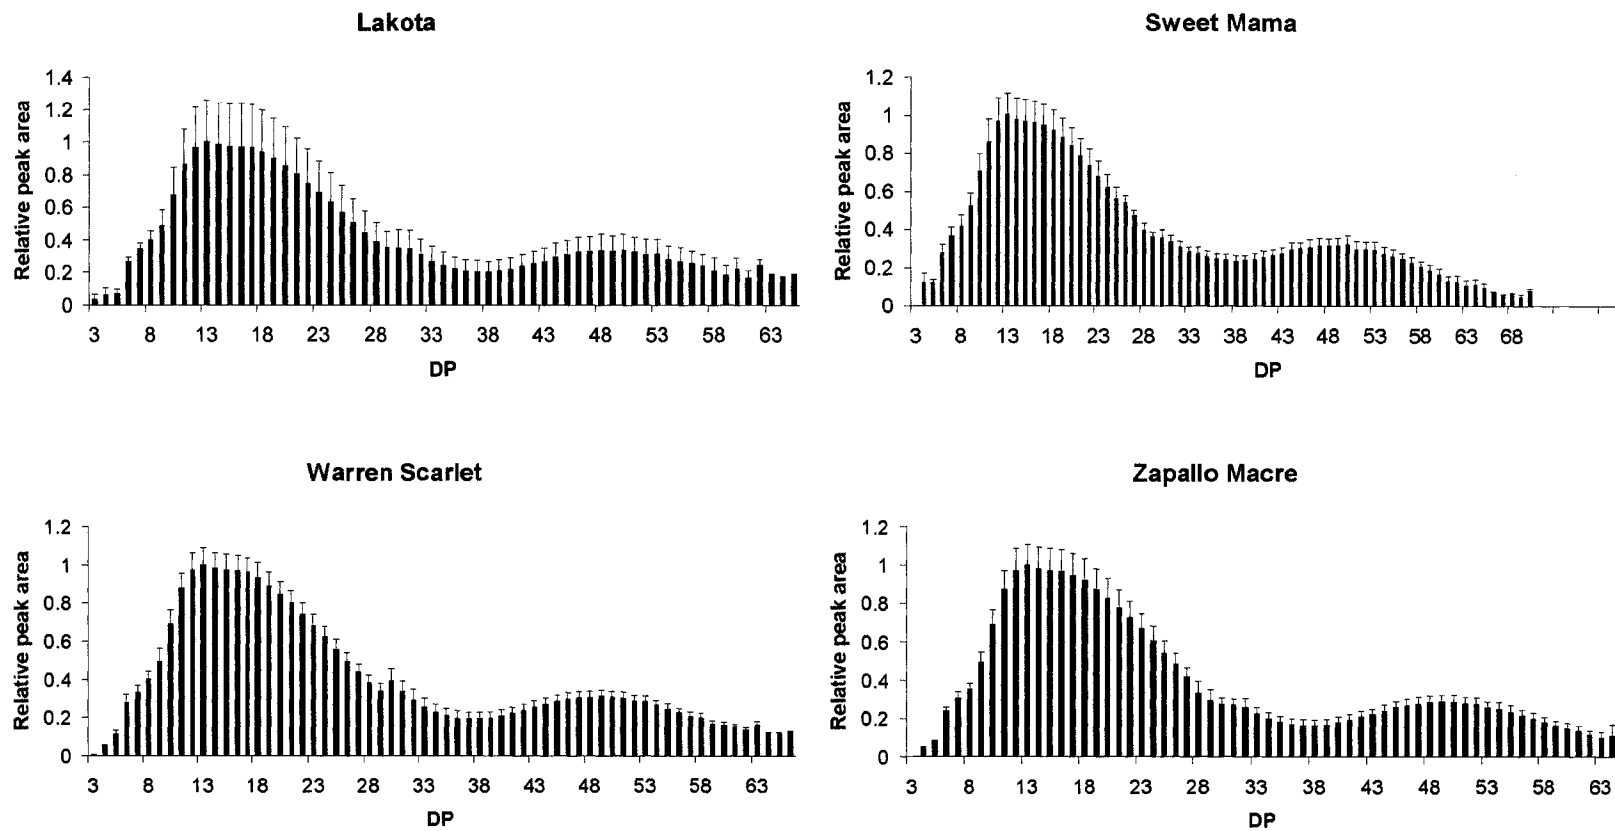 Lakota
Relative peak area
1.4
1.2
1
0.8
0.6
0.4
0.2
0
3 8 13 18 23 28 33 38 43 48 53 58 63
DP
Sweet Mama
Relative peak area
1.2
1
0.8
0.6
0.4
0.2
0
3 8 13 18 23 28 33 38 43 48 53 58 63 68
DP
Warren Scarlet
Relative peak area
1.2
1
0.8
0.6
0.4
0.2
0
3 8 13 18 23 28 33 38 43 48 53 58 63
DP
Zapallo Macre
Relative peak area
1.2
1
0.8
0.6
0.4
0.2
0
3 8 13 18 23 28 33 38 43 48 53 58 63
DP